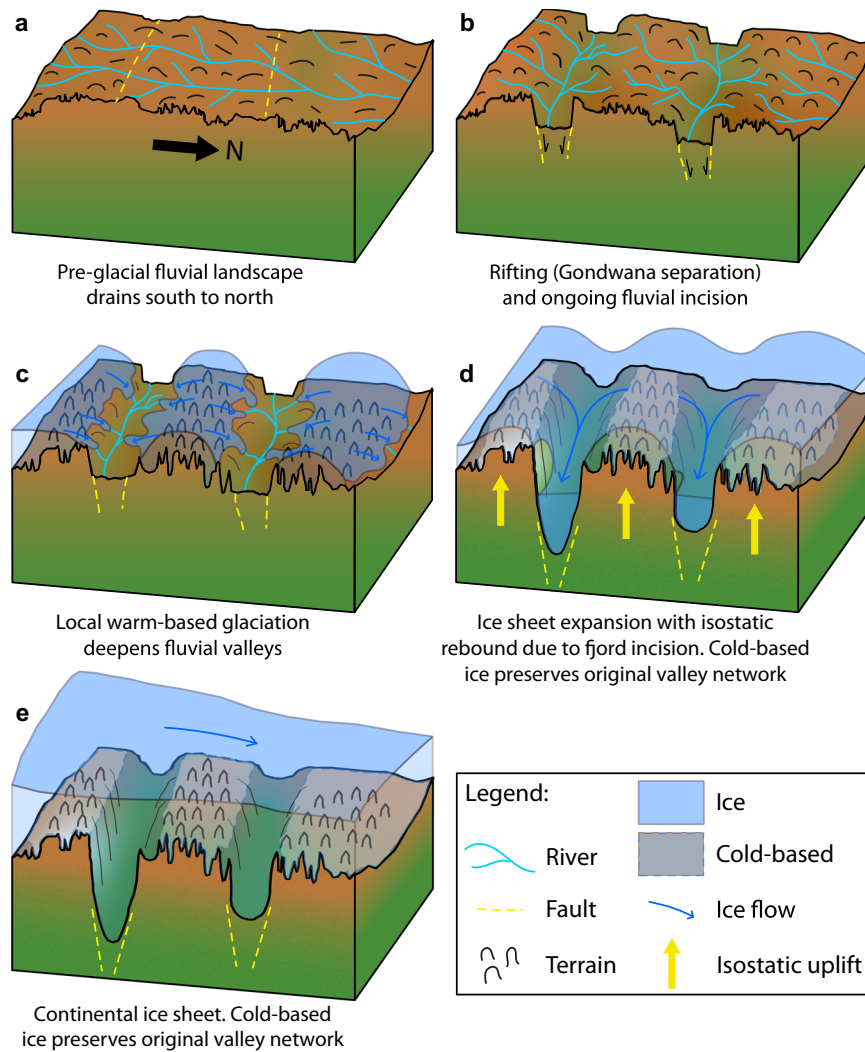 a
N
Pre-glacial fluvial landscape
drains south to north
b
Rifting (Gondwana separation)
and ongoing fluvial incision
c
Local warm-based glaciation
deepens fluvial valleys
d
Ice sheet expansion with isostatic
rebound due to fjord incision. Cold-based
ice preserves original valley network
e
Continental ice sheet. Cold-based
ice preserves original valley network
Legend:
River
Fault
Terrain
Ice
Cold-based
Ice flow
Isostatic uplift